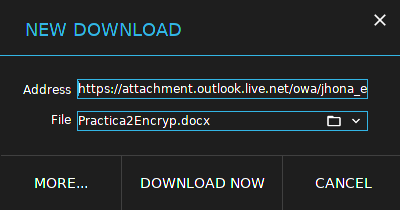 NEW DOWNLOAD
Address https://attachment.outlook.live.net/owa/jhona_e
File Practica2Encryp.docx
MORE... DOWNLOAD NOW CANCEL